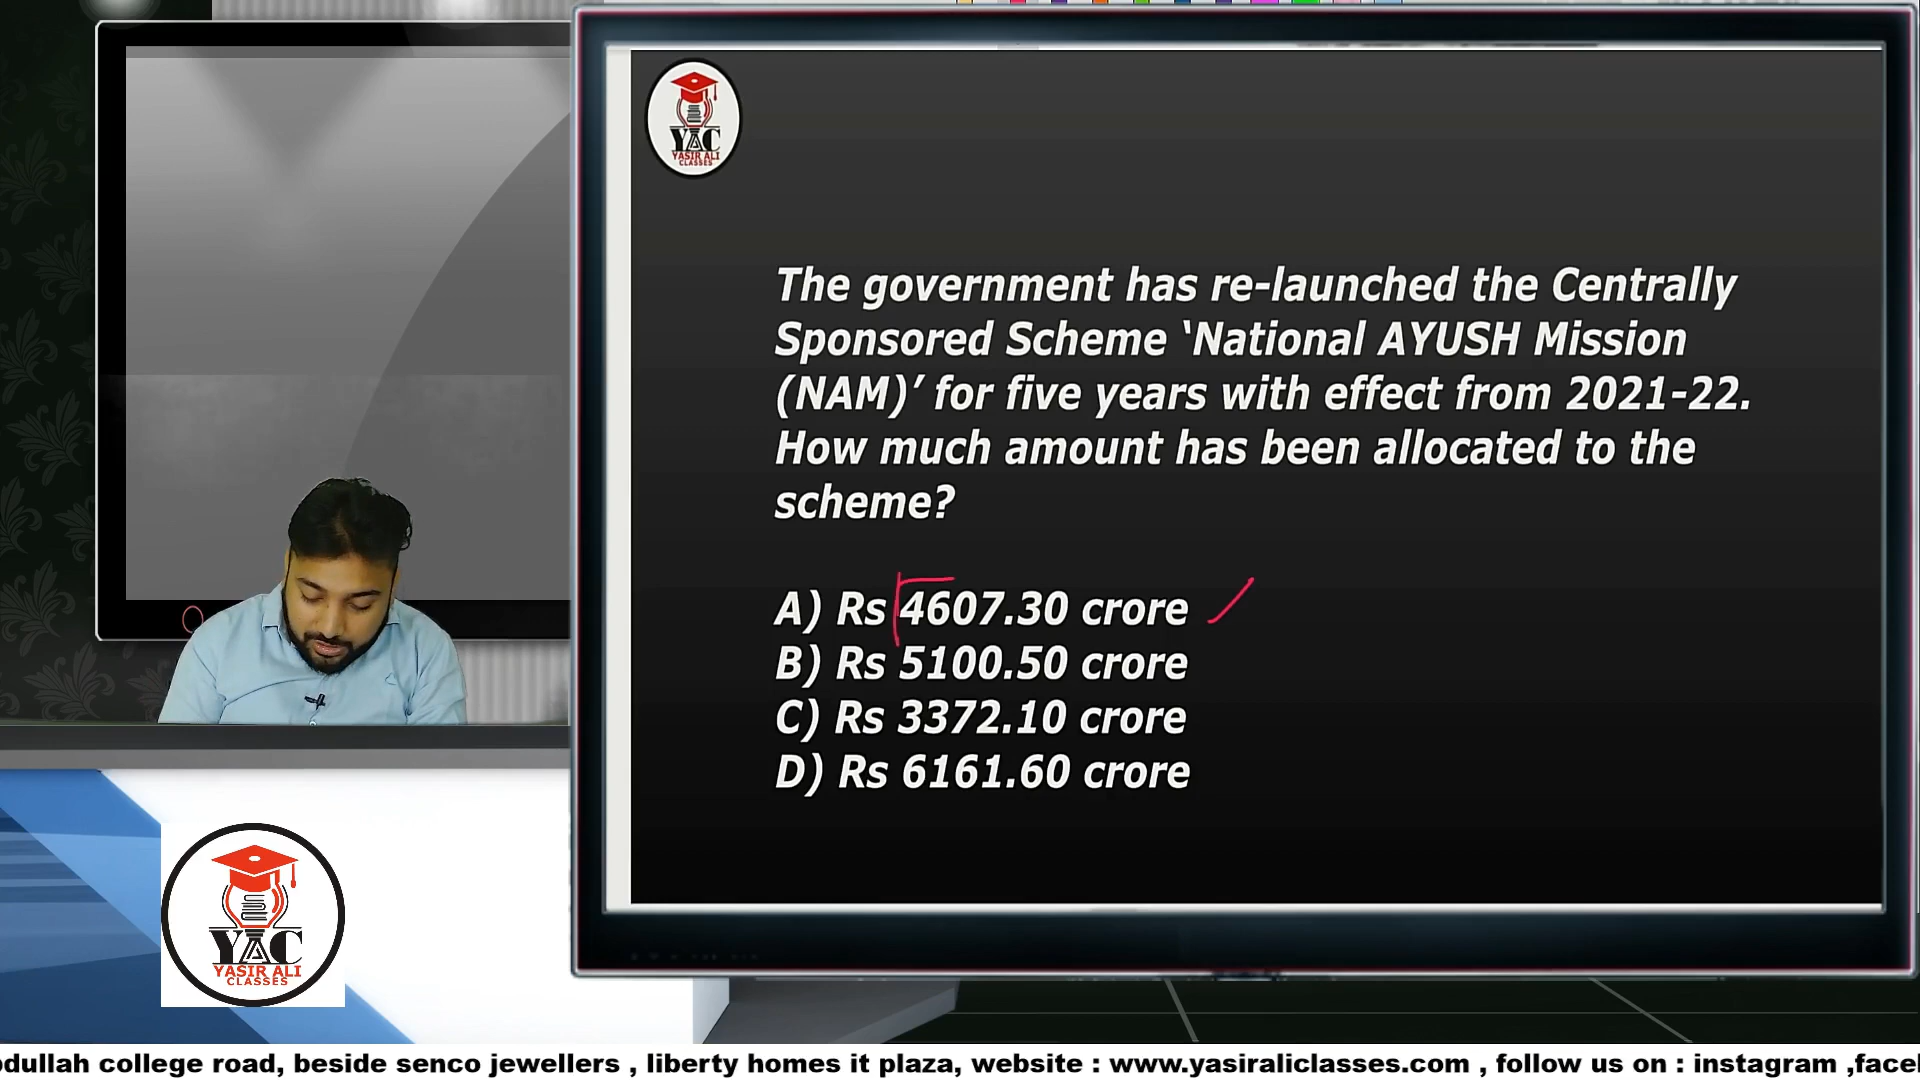 YAC
YASIR ALI
CLASSES
The government has re-launched the Centrally
Sponsored Scheme ‘National AYUSH Mission
(NAM)’ for five years with effect from 2021-22.
How much amount has been allocated to the
scheme?
A) Rs 4607.30 crore
B) Rs 5100.50 crore
C) Rs 3372.10 crore
D) Rs 6161.60 crore
YAC
YASIR ALI
CLASSES
college road, beside senco jewellers , liberty homes it plaza, website : www.yasiraliclasses.com , follow us on : instagram ,